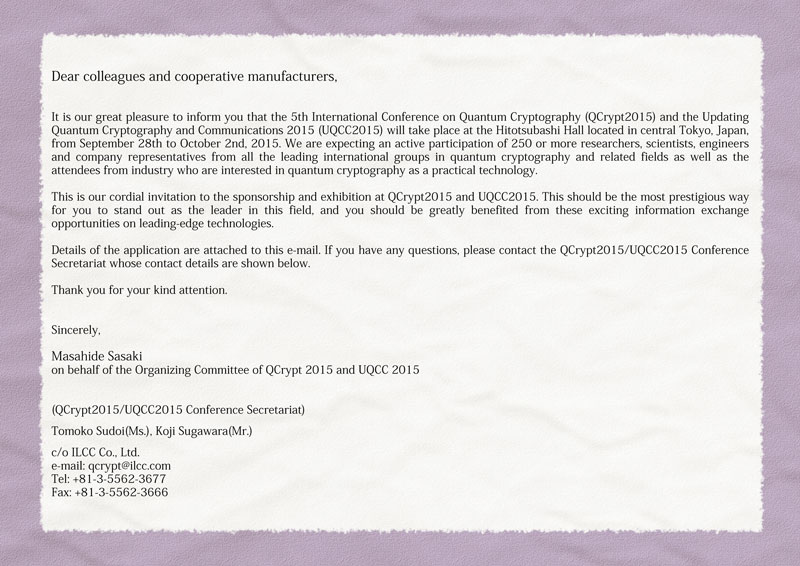 Dear colleagues and cooperative manufacturers,
It is our great pleasure to inform you that the 5th International Conference on Quantum Cryptography (QCrypt2015) and the Updating
Quantum Cryptography and Communications 2015 (UQCC2015) will take place at the Hitotsubashi Hall located in central Tokyo, Japan,
from September 28th to October 2nd, 2015. We are expecting an active participation of 250 or more researchers, scientists, engineers
and company representatives from all the leading international groups in quantum cryptography and related fields as well as the
attendees from industry who are interested in quantum cryptography as a practical technology.
This is our cordial invitation to the sponsorship and exhibition at QCrypt2015 and UQCC2015. This should be the most prestigious way
for you to stand out as the leader in this field, and you should be greatly benefited from these exciting information exchange
opportunities on leading-edge technologies.
Details of the application are attached to this e-mail. If you have any questions, please contact the QCrypt2015/UQCC2015 Conference
Secretariat whose contact details are shown below.
Thank you for your kind attention.
Sincerely,
Masahide Sasaki
on behalf of the Organizing Committee of QCrypt 2015 and UQCC 2015
(QCrypt2015/UQCC2015 Conference Secretariat)
Tomoko Sudoi(Ms.), Koji Sugawara(Mr.)
c/o ILCC Co., Ltd.
e-mail: qcrypt@ilcc.com
Tel: +81-3-5562-3677
Fax: +81-3-5562-3666